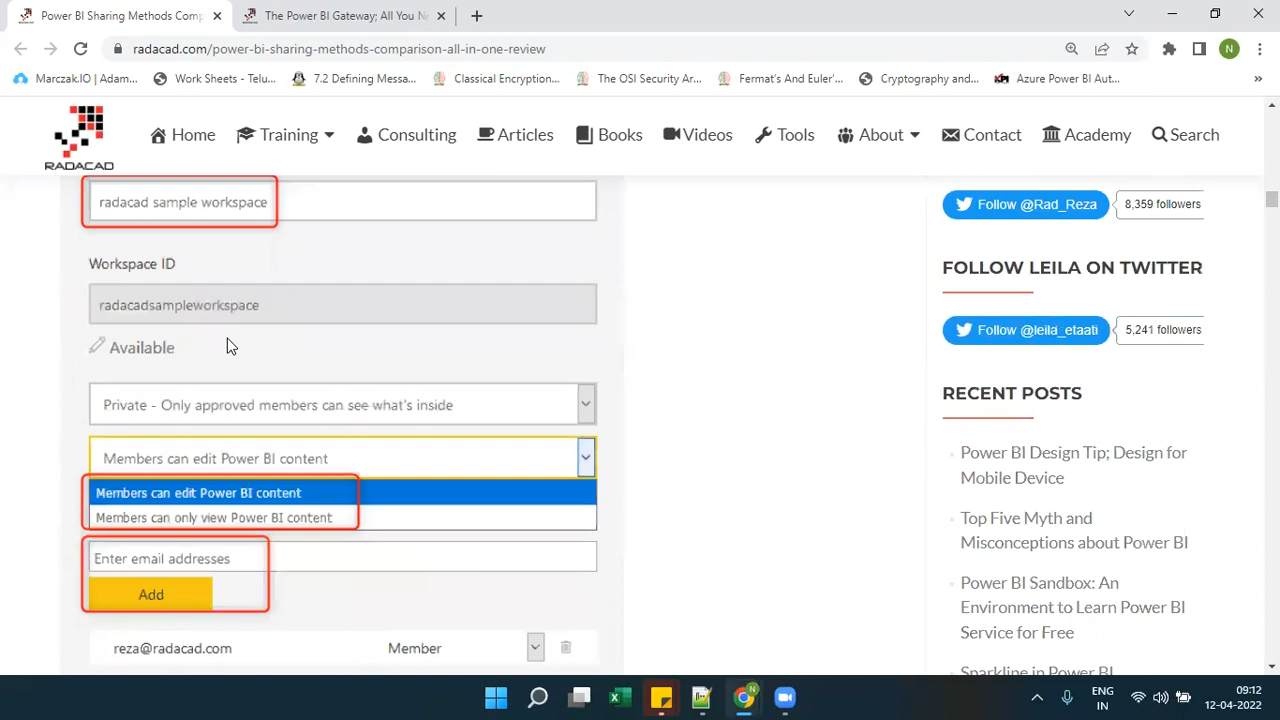 Power BI Sharing Methods Comp
The Power BI Gateway; All You N
radacad.com/power-bi-sharing-methods-comparison-all-in-one-review
N
Marczak.IO | Adam...
Work Sheets - Telu...
7.2 Defining Messa...
Classical Encryption...
The OSI Security Ar...
Fermat's And Euler'...
Cryptography and...
Azure Power BI Aut...
»
RADACAD
Home
Training
Consulting
Articles
Books
Videos
Tools
About
Contact
Academy
Search
radacad sample workspace
Workspace ID
radacadsampleworkspace
Available
Private - Only approved members can see what's inside
Members can edit Power BI content
Members can edit Power BI content
Members can only view Power BI content
Enter email addresses
Add
reza@radacad.com
Member
Follow @Rad_Reza
8,359 followers
FOLLOW LEILA ON TWITTER
Follow @leila_etaati
5,241 followers
RECENT POSTS
Power BI Design Tip; Design for
Mobile Device
Top Five Myth and
Misconceptions about Power BI
Power BI Sandbox: An
Environment to Learn Power BI
Service for Free
Sparkline in Power BI
N
ENG
IN
09:12
12-04-2022